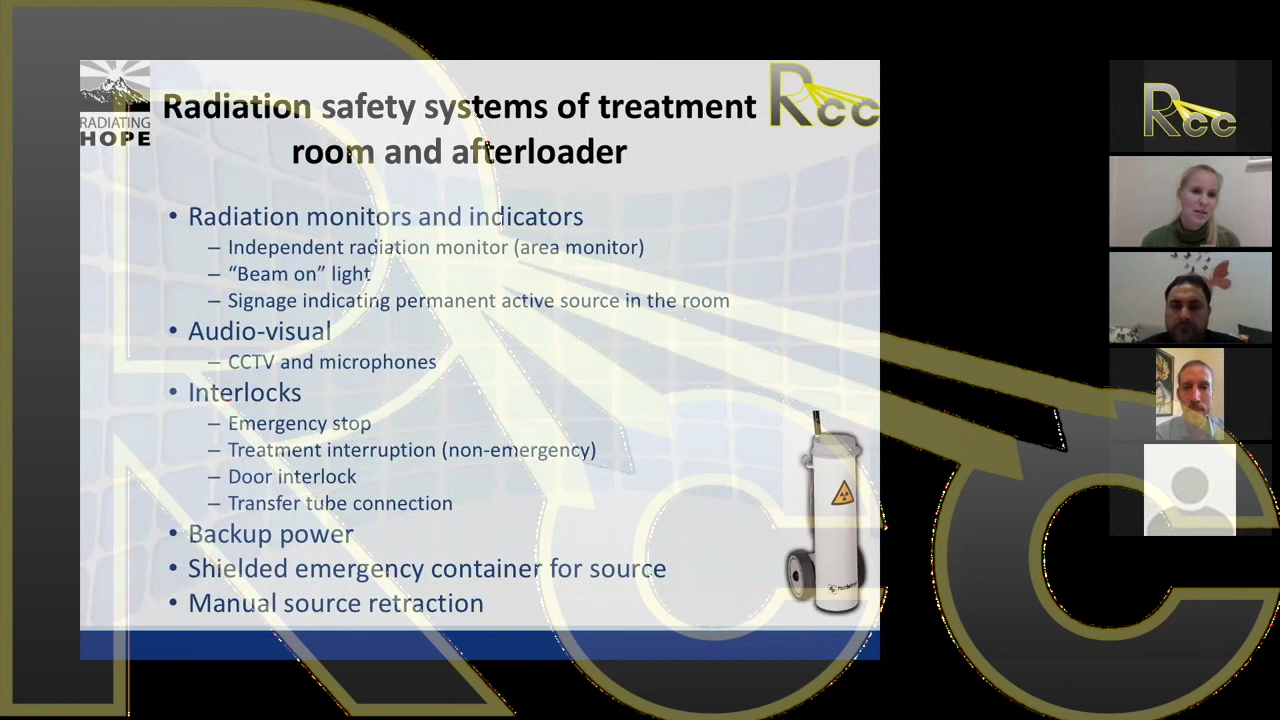 RADIATING
HOPE
Radiation safety systems of treatment
room and afterloader
Rcc
• Radiation monitors and indicators
– Independent radiation monitor (area monitor)
– “Beam on” light
– Signage indicating permanent active source in the room
• Audio-visual
– CCTV and microphones
• Interlocks
– Emergency stop
– Treatment interruption (non-emergency)
– Door interlock
– Transfer tube connection
• Backup power
• Shielded emergency container for source
• Manual source retraction
Rcc
Rcc